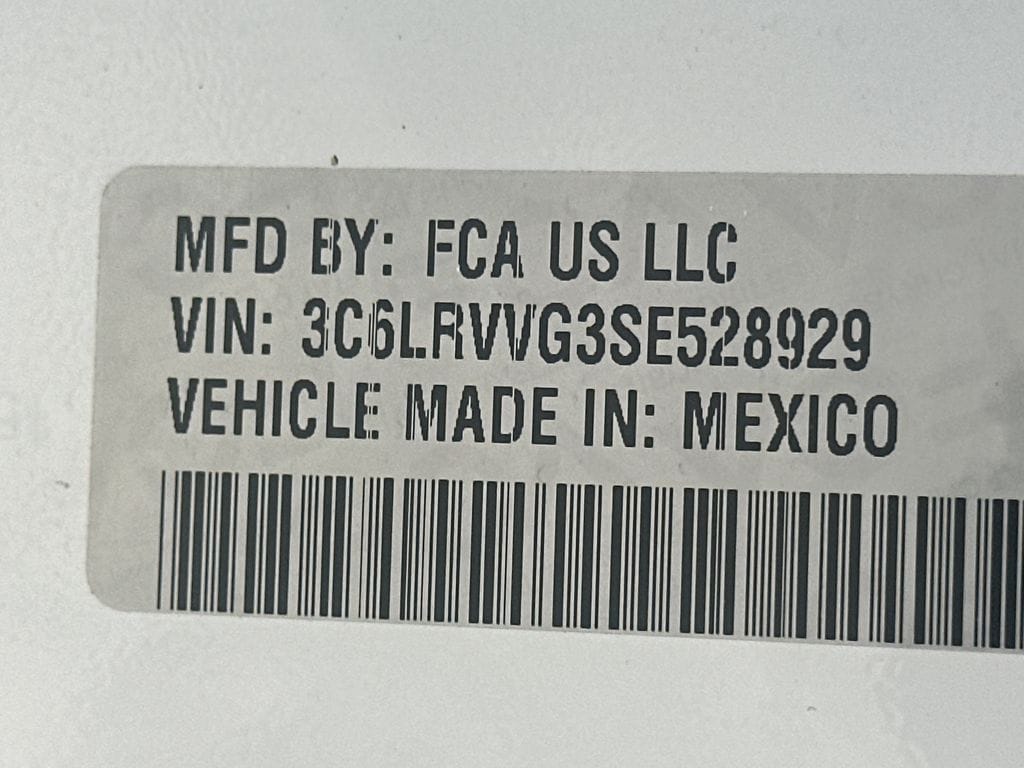 MFD BY: FCA US LLC
VIN: 3C6LRVVG3SE528929
VEHICLE MADE IN: MEXICO